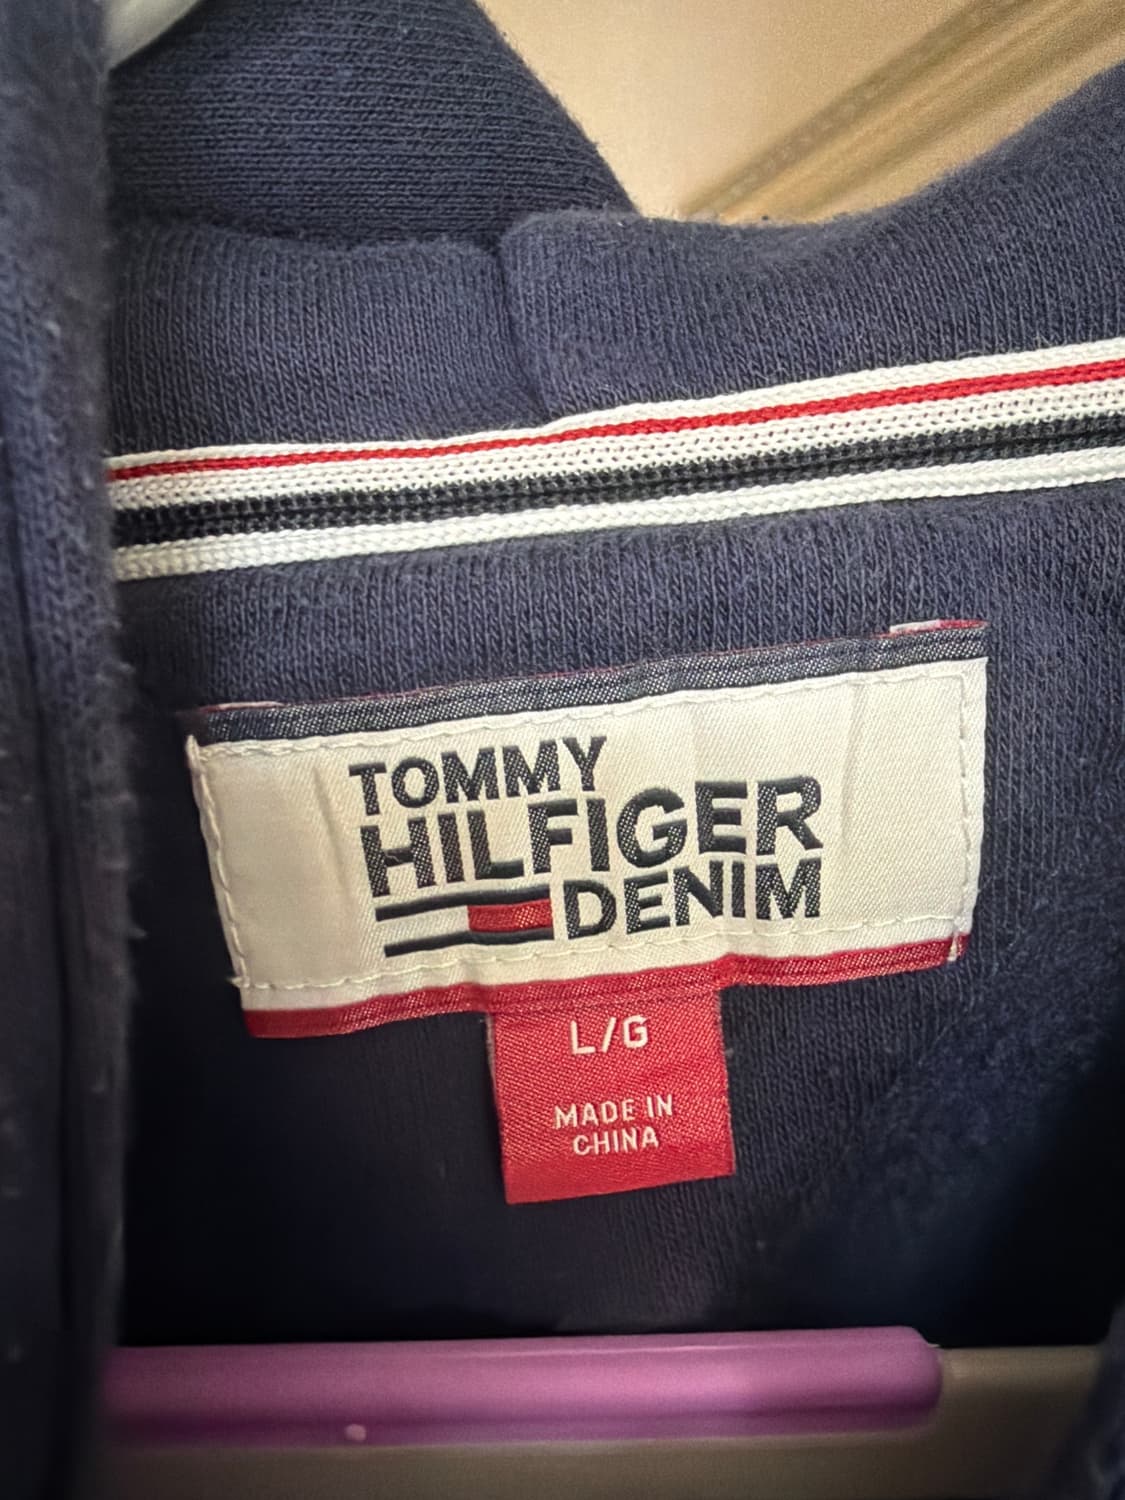 TOMMY
HILFIGER
DENIM
L/G
MADE IN
CHINA